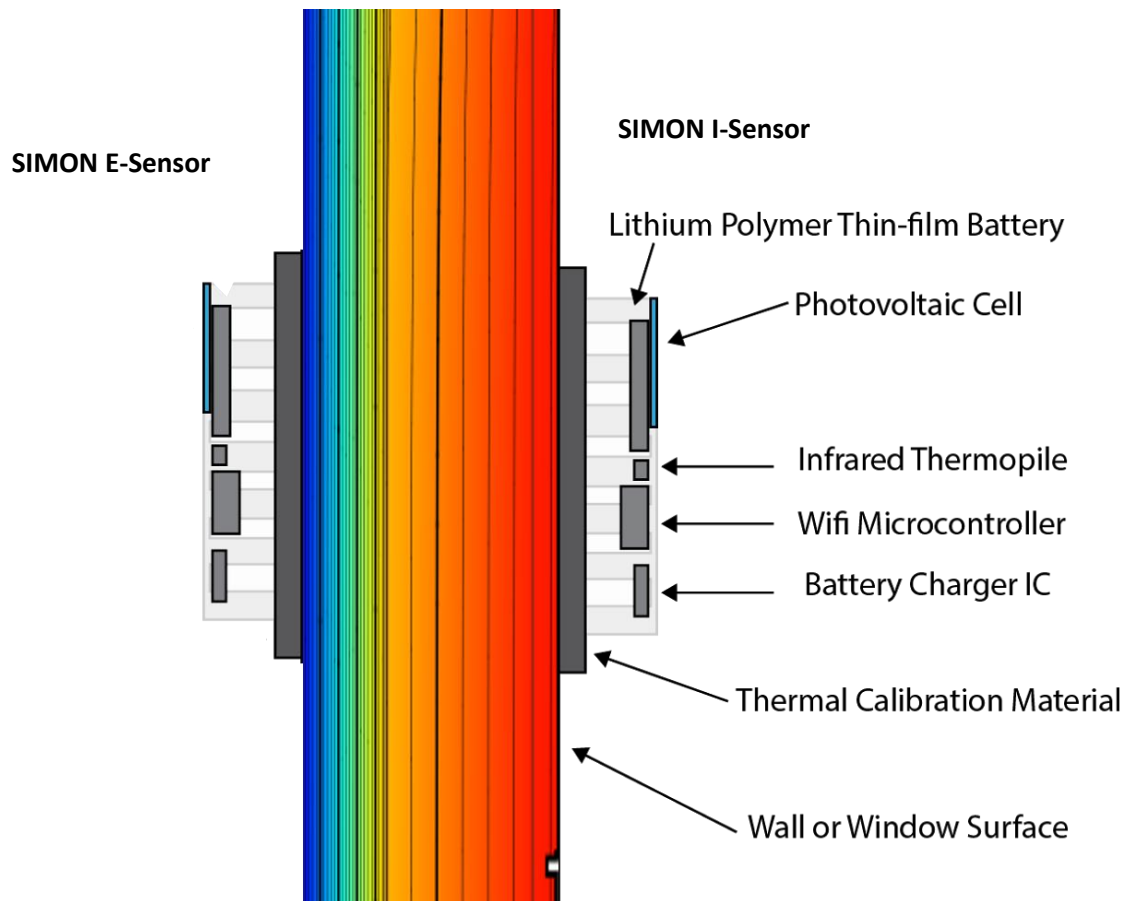 SIMON I-Sensor
SIMON E-Sensor
Lithium Polymer Thin-film Battery
Photovoltaic Cell
Infrared Thermopile
Wifi Microcontroller
Battery Charger IC
Thermal Calibration Material
Wall or Window Surface